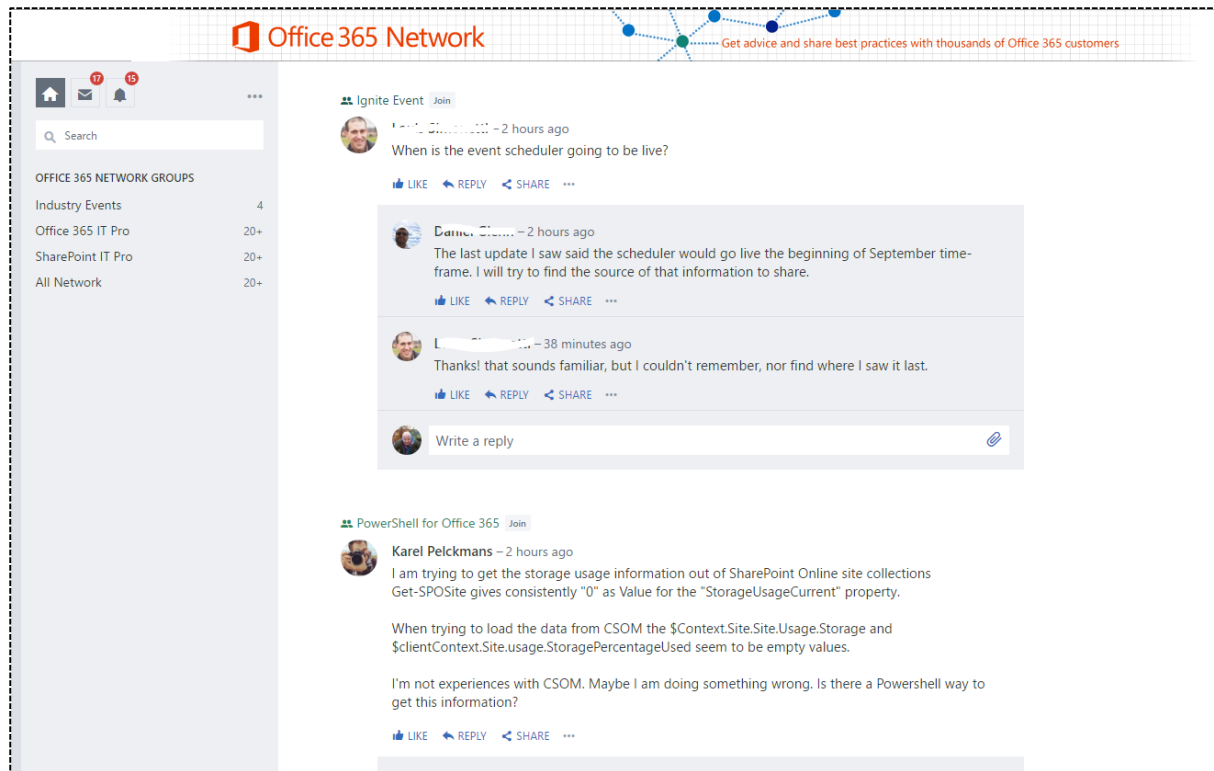 Office 365 Network
Get advice and share best practices with thousands of Office 365 customers
17
15
Search
OFFICE 365 NETWORK GROUPS
Industry Events 4
Office 365 IT Pro 20+
SharePoint IT Pro 20+
All Network 20+
Ignite Event Join
– 2 hours ago
When is the event scheduler going to be live?
LIKE REPLY SHARE
– 2 hours ago
The last update I saw said the scheduler would go live the beginning of September time-
frame. I will try to find the source of that information to share.
LIKE REPLY SHARE
– 38 minutes ago
Thanks! that sounds familiar, but I couldn't remember, nor find where I saw it last.
LIKE REPLY SHARE
Write a reply
PowerShell for Office 365 Join
Karel Pelckmans – 2 hours ago
I am trying to get the storage usage information out of SharePoint Online site collections
Get-SPOSite gives consistently "0" as Value for the "StorageUsageCurrent" property.
When trying to load the data from CSOM the $Context.Site.Site.Usage.Storage and
$clientContext.Site.usage.StoragePercentageUsed seem to be empty values.
I'm not experiences with CSOM. Maybe I am doing something wrong. Is there a Powershell way to
get this information?
LIKE REPLY SHARE